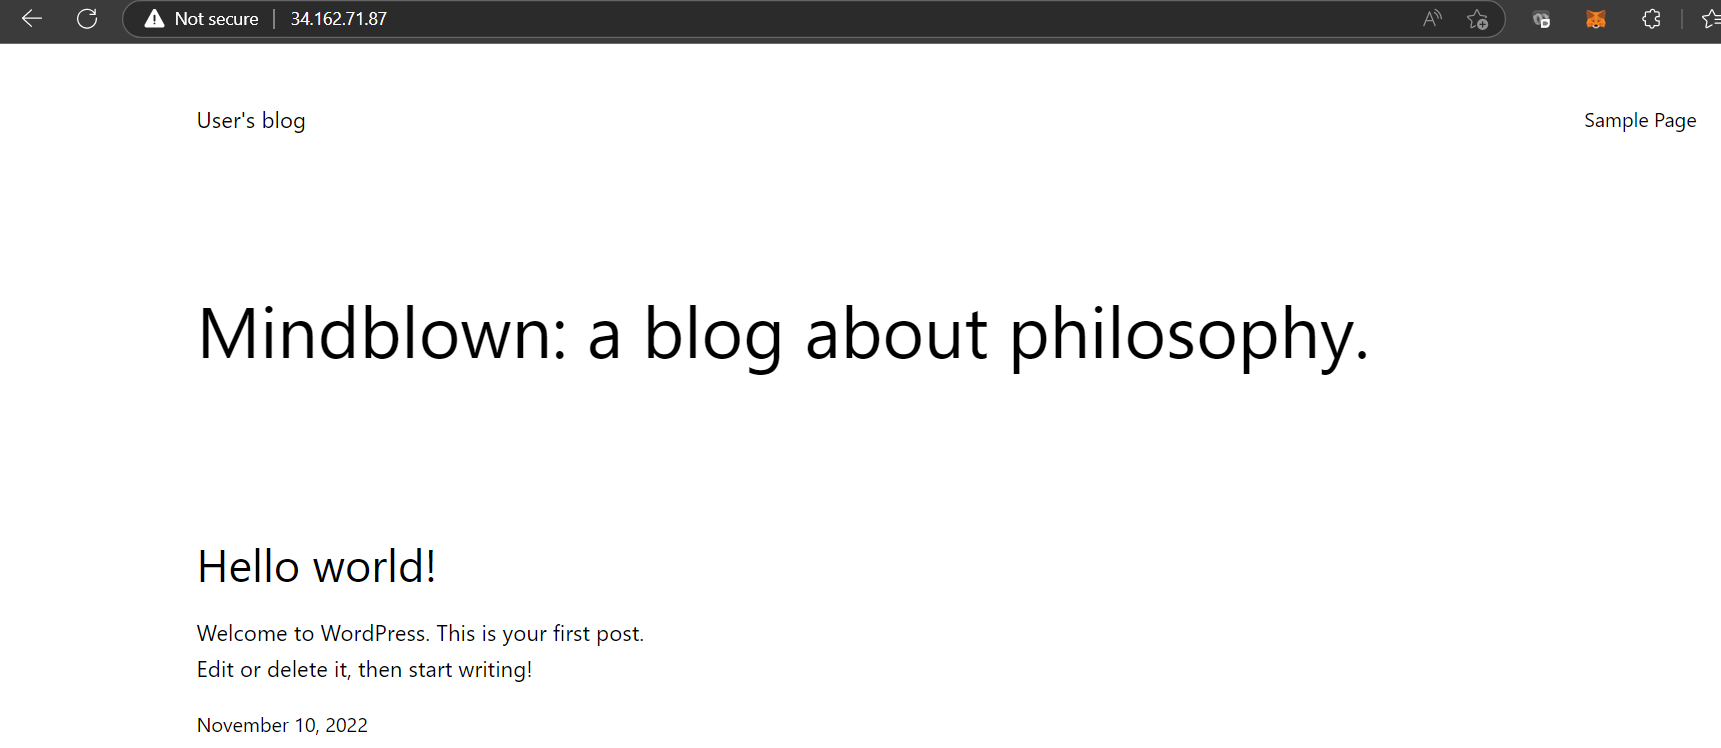 Not secure | 34.162.71.87
User's blog
Sample Page
Mindblown: a blog about philosophy.
Hello world!
Welcome to WordPress. This is your first post.
Edit or delete it, then start writing!
November 10, 2022